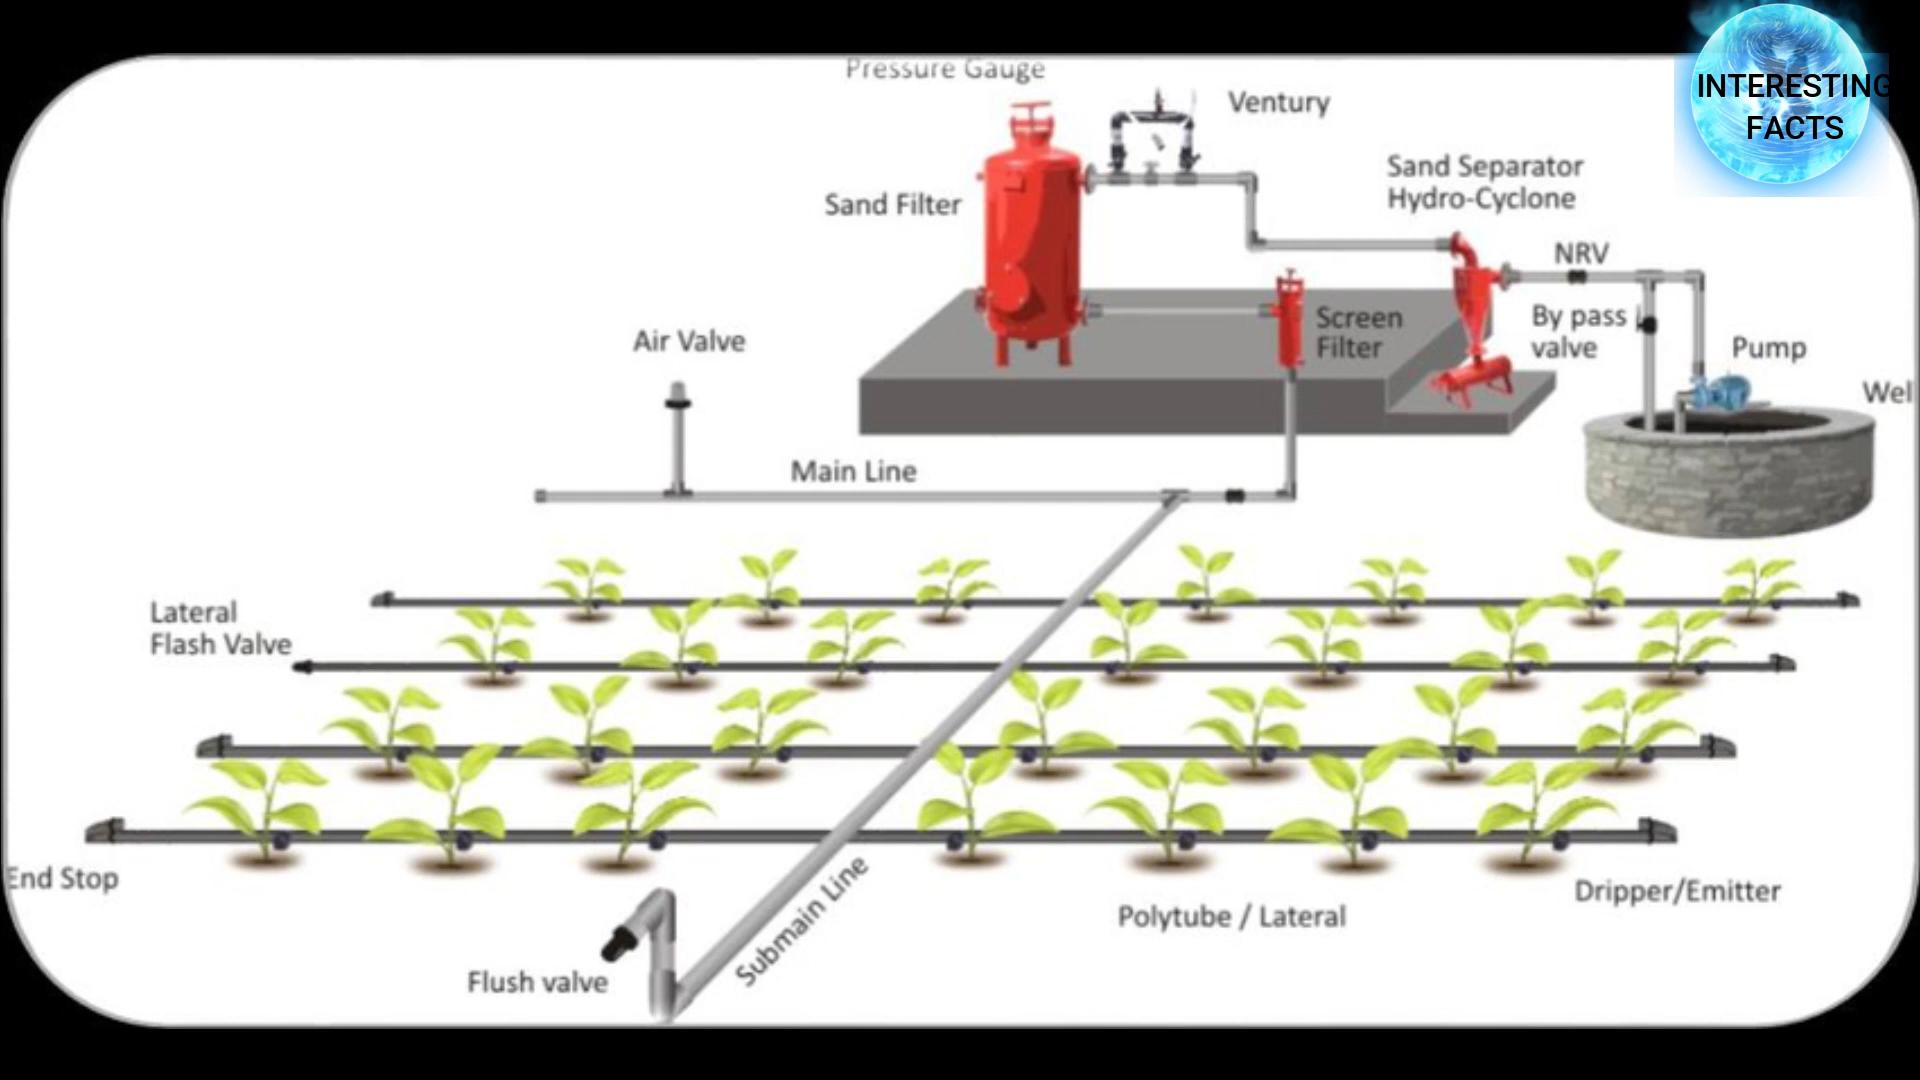 Pressure Gauge
INTERESTING
FACTS
Ventury
Sand Separator
Hydro-Cyclone
Sand Filter
NRV
Screen
Filter
By pass
valve
Air Valve
Pump
Wel
Main Line
Lateral
Flash Valve
End Stop
Submain Line
Dripper/Emitter
Polytube / Lateral
Flush valve